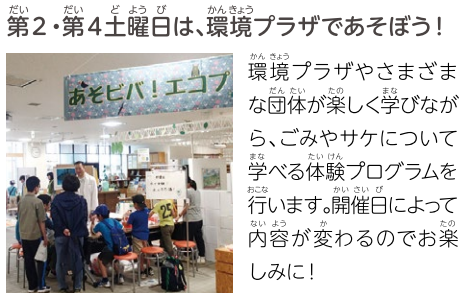 第2・第4土曜日は、環境プラザであそぼう！
あそビバ！エコプ
環境プラザやさまざま
な団体が楽しく学びなが
ら、ごみやサケについて
学べる体験プログラムを
行います。開催日によって
内容が変わるのでお楽
しみに！